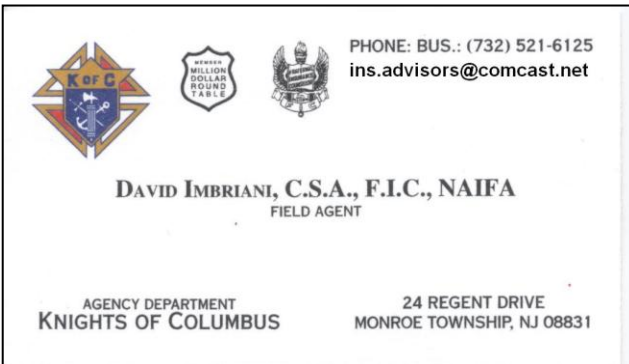 K OF C
MEMBER
MILLION
DOLLAR
ROUND
TABLE
PHONE: BUS.: (732) 521-6125
ins.advisors@comcast.net
DAVID IMBRIANI, C.S.A., F.I.C., NAIFA
FIELD AGENT
AGENCY DEPARTMENT
KNIGHTS OF COLUMBUS
24 REGENT DRIVE
MONROE TOWNSHIP, NJ 08831